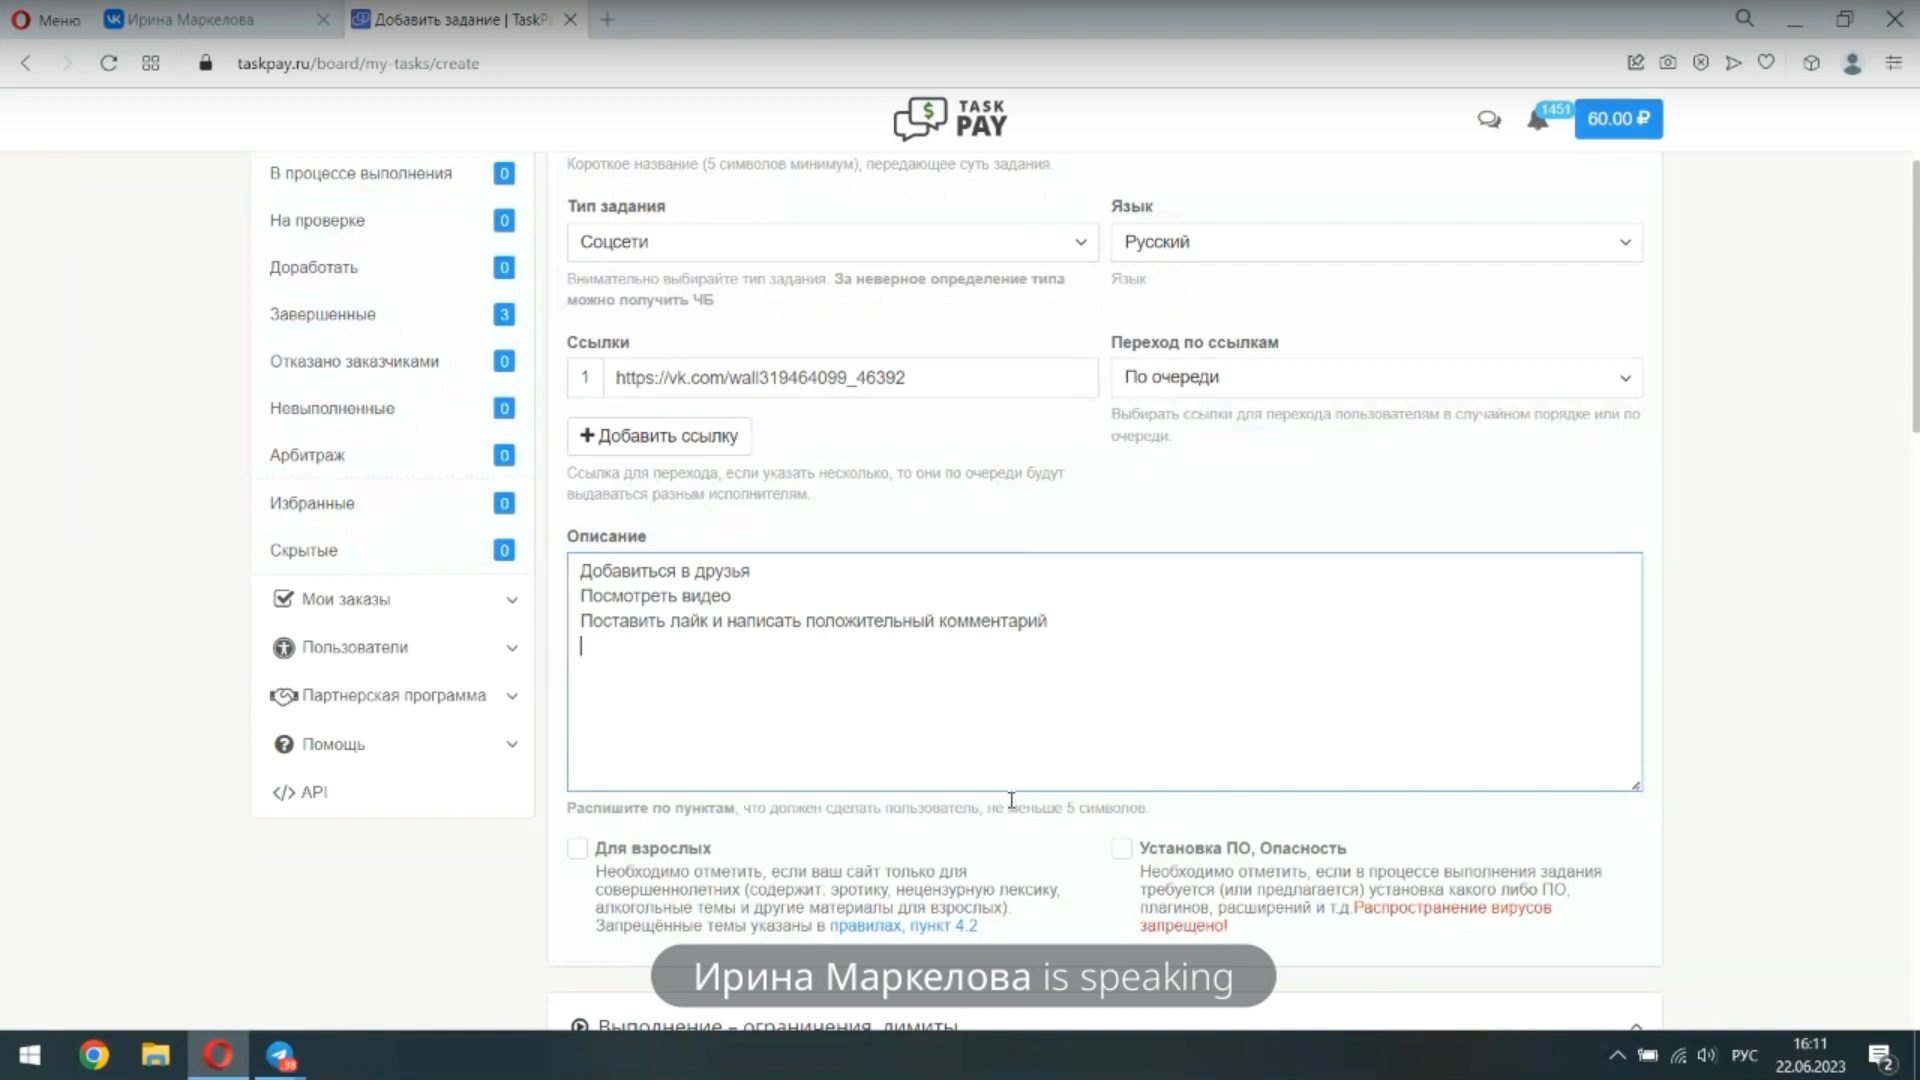 Меню
Ирина Маркелова
Добавить задание | TaskPa
taskpay.ru/board/my-tasks/create
$ TASK
PAY
1451
60.00 ₽
В процессе выполнения 0
На проверке 0
Доработать 0
Завершенные 3
Отказано заказчиками 0
Невыполненные 0
Арбитраж 0
Избранные 0
Скрытые 0
Мои заказы
Пользователи
Партнерская программа
Помощь
</> API
Короткое название (5 символов минимум), передающее суть задания.
Тип задания
Соцсети
Внимательно выбирайте тип задания. За неверное определение типа
можно получить ЧБ
Язык
Русский
Язык
Ссылки
1 https://vk.com/wall319464099_46392
Добавить ссылку
Ссылка для перехода, если указать несколько, то они по очереди будут
выдаваться разным исполнителям.
Переход по ссылкам
По очереди
Выбирать ссылки для перехода пользователям в случайном порядке или по
очереди.
Описание
Добавиться в друзья
Посмотреть видео
Поставить лайк и написать положительный комментарий
Распишите по пунктам, что должен сделать пользователь, не меньше 5 символов.
Для взрослых
Необходимо отметить, если ваш сайт только для
совершеннолетних (содержит: эротику, нецензурную лексику,
алкогольные темы и другие материалы для взрослых).
Запрещённые темы указаны в правилах, пункт 4.2
Установка ПО, Опасность
Необходимо отметить, если в процессе выполнения задания
требуется (или предлагается) установка какого либо ПО,
плагинов, расширений и т.д.Распространение вирусов
запрещено!
Ирина Маркелова is speaking
Выполнение – ограничения, лимиты
98
РУС
16:11
22.06.2023
2